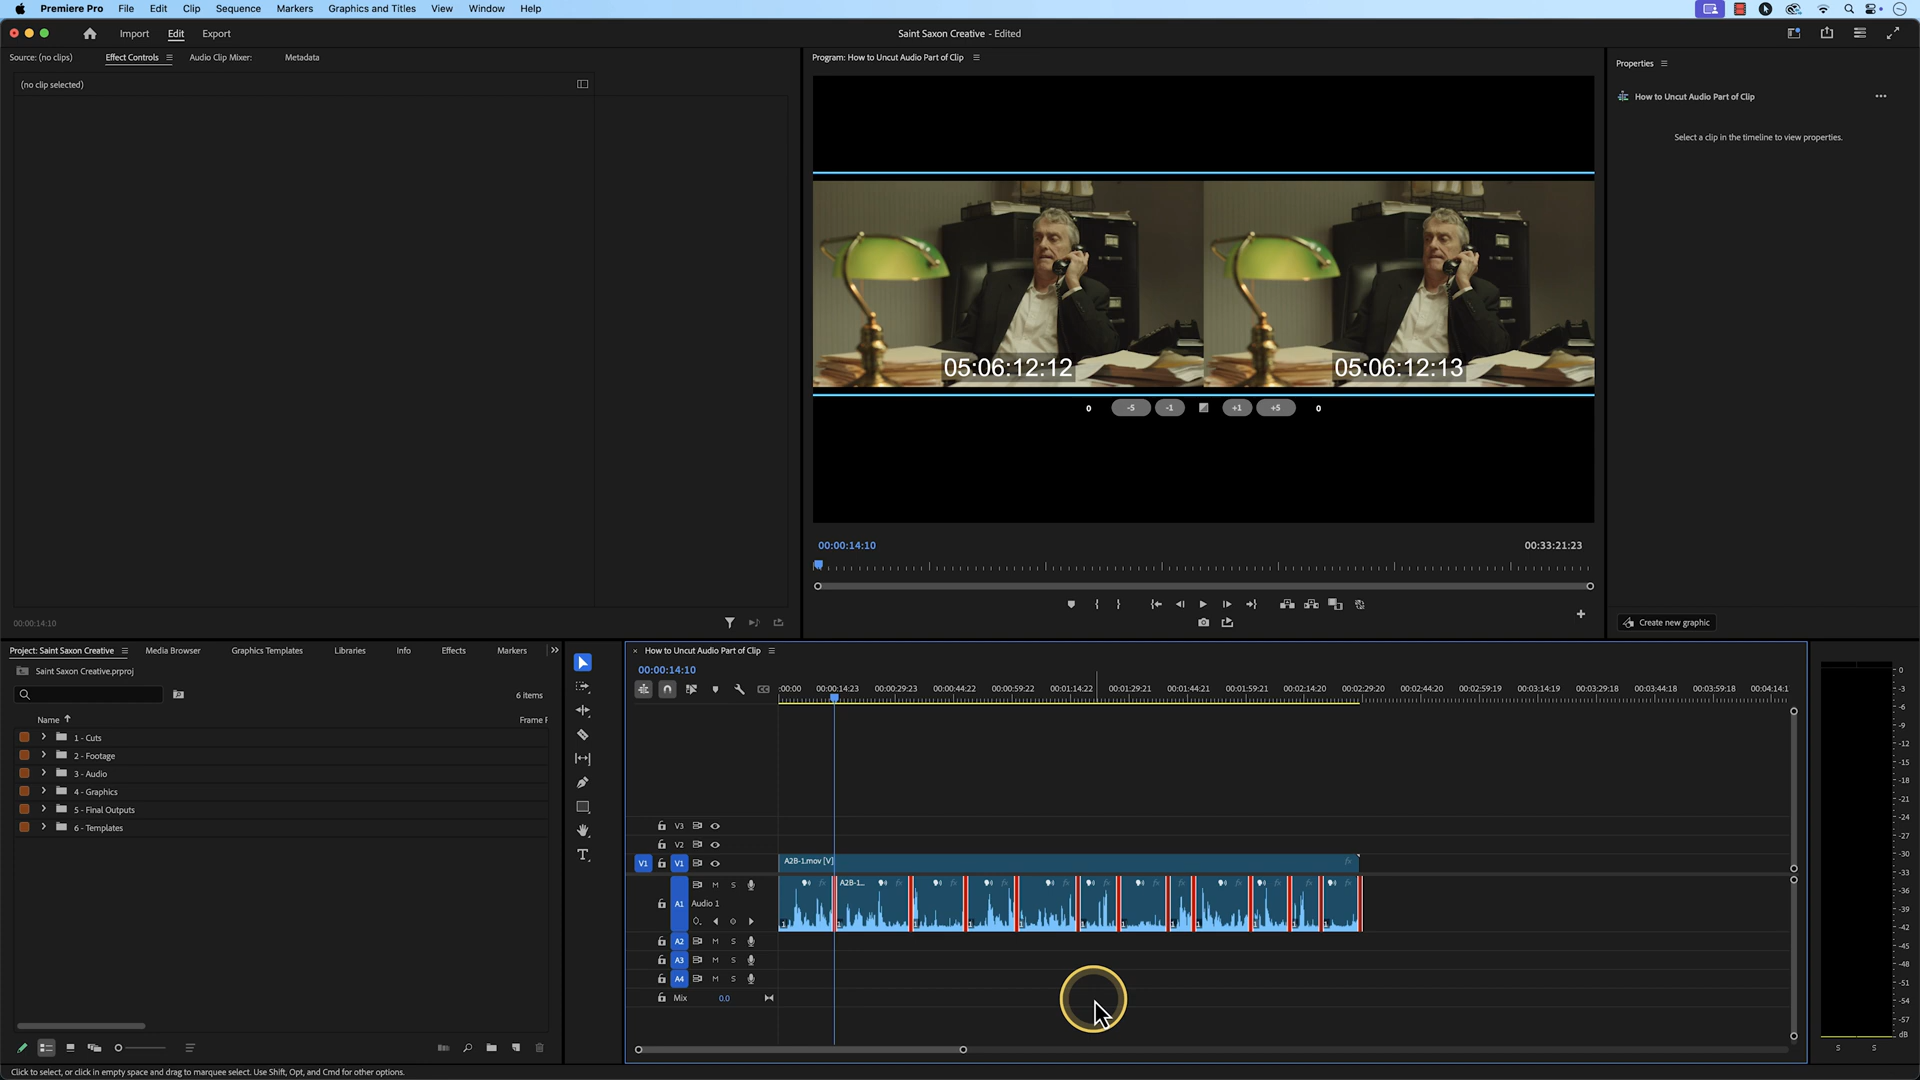 Premiere Pro File Edit Clip Sequence Markers Graphics and Titles View Window Help
Import Edit Export
Saint Saxon Creative - Edited
Source: (no clips) Effect Controls Audio Clip Mixer: Metadata
(no clip selected)
00:00:14:10
Program: How to Uncut Audio Part of Clip
05:06:12:12 05:06:12:13
0 -5 -1 +1 +5 0
00:00:14:10 00:33:21:23
Properties
How to Uncut Audio Part of Clip
Select a clip in the timeline to view properties.
Create new graphic
Project: Saint Saxon Creative Media Browser Graphics Templates Libraries Info Effects Markers
Saint Saxon Creative.prproj
6 items
Name Frame R
1 - Cuts
2 - Footage
3 - Audio
4 - Graphics
5 - Final Outputs
6 - Templates
How to Uncut Audio Part of Clip
00:00:14:10
:00:00 00:00:14:23 00:00:29:23 00:00:44:22 00:00:59:22 00:01:14:22 00:01:29:21 00:01:44:21 00:01:59:21 00:02:14:20 00:02:29:20 00:02:44:20 00:02:59:19 00:03:14:19 00:03:29:18 00:03:44:18 00:03:59:18 00:04:14:1
V3
V2
V1 V1 A2B-1.mov [V] fx
M S A2B-1...
A1 Audio 1
A2 M S
A3 M S
A4 M S
Mix 0.0
0
-3
-6
-9
-12
-15
-18
-21
-24
-27
-30
-33
-36
-39
-42
-45
-48
-51
-54
-57
dB
S S
Click to select, or click in empty space and drag to marquee select. Use Shift, Opt, and Cmd for other options.